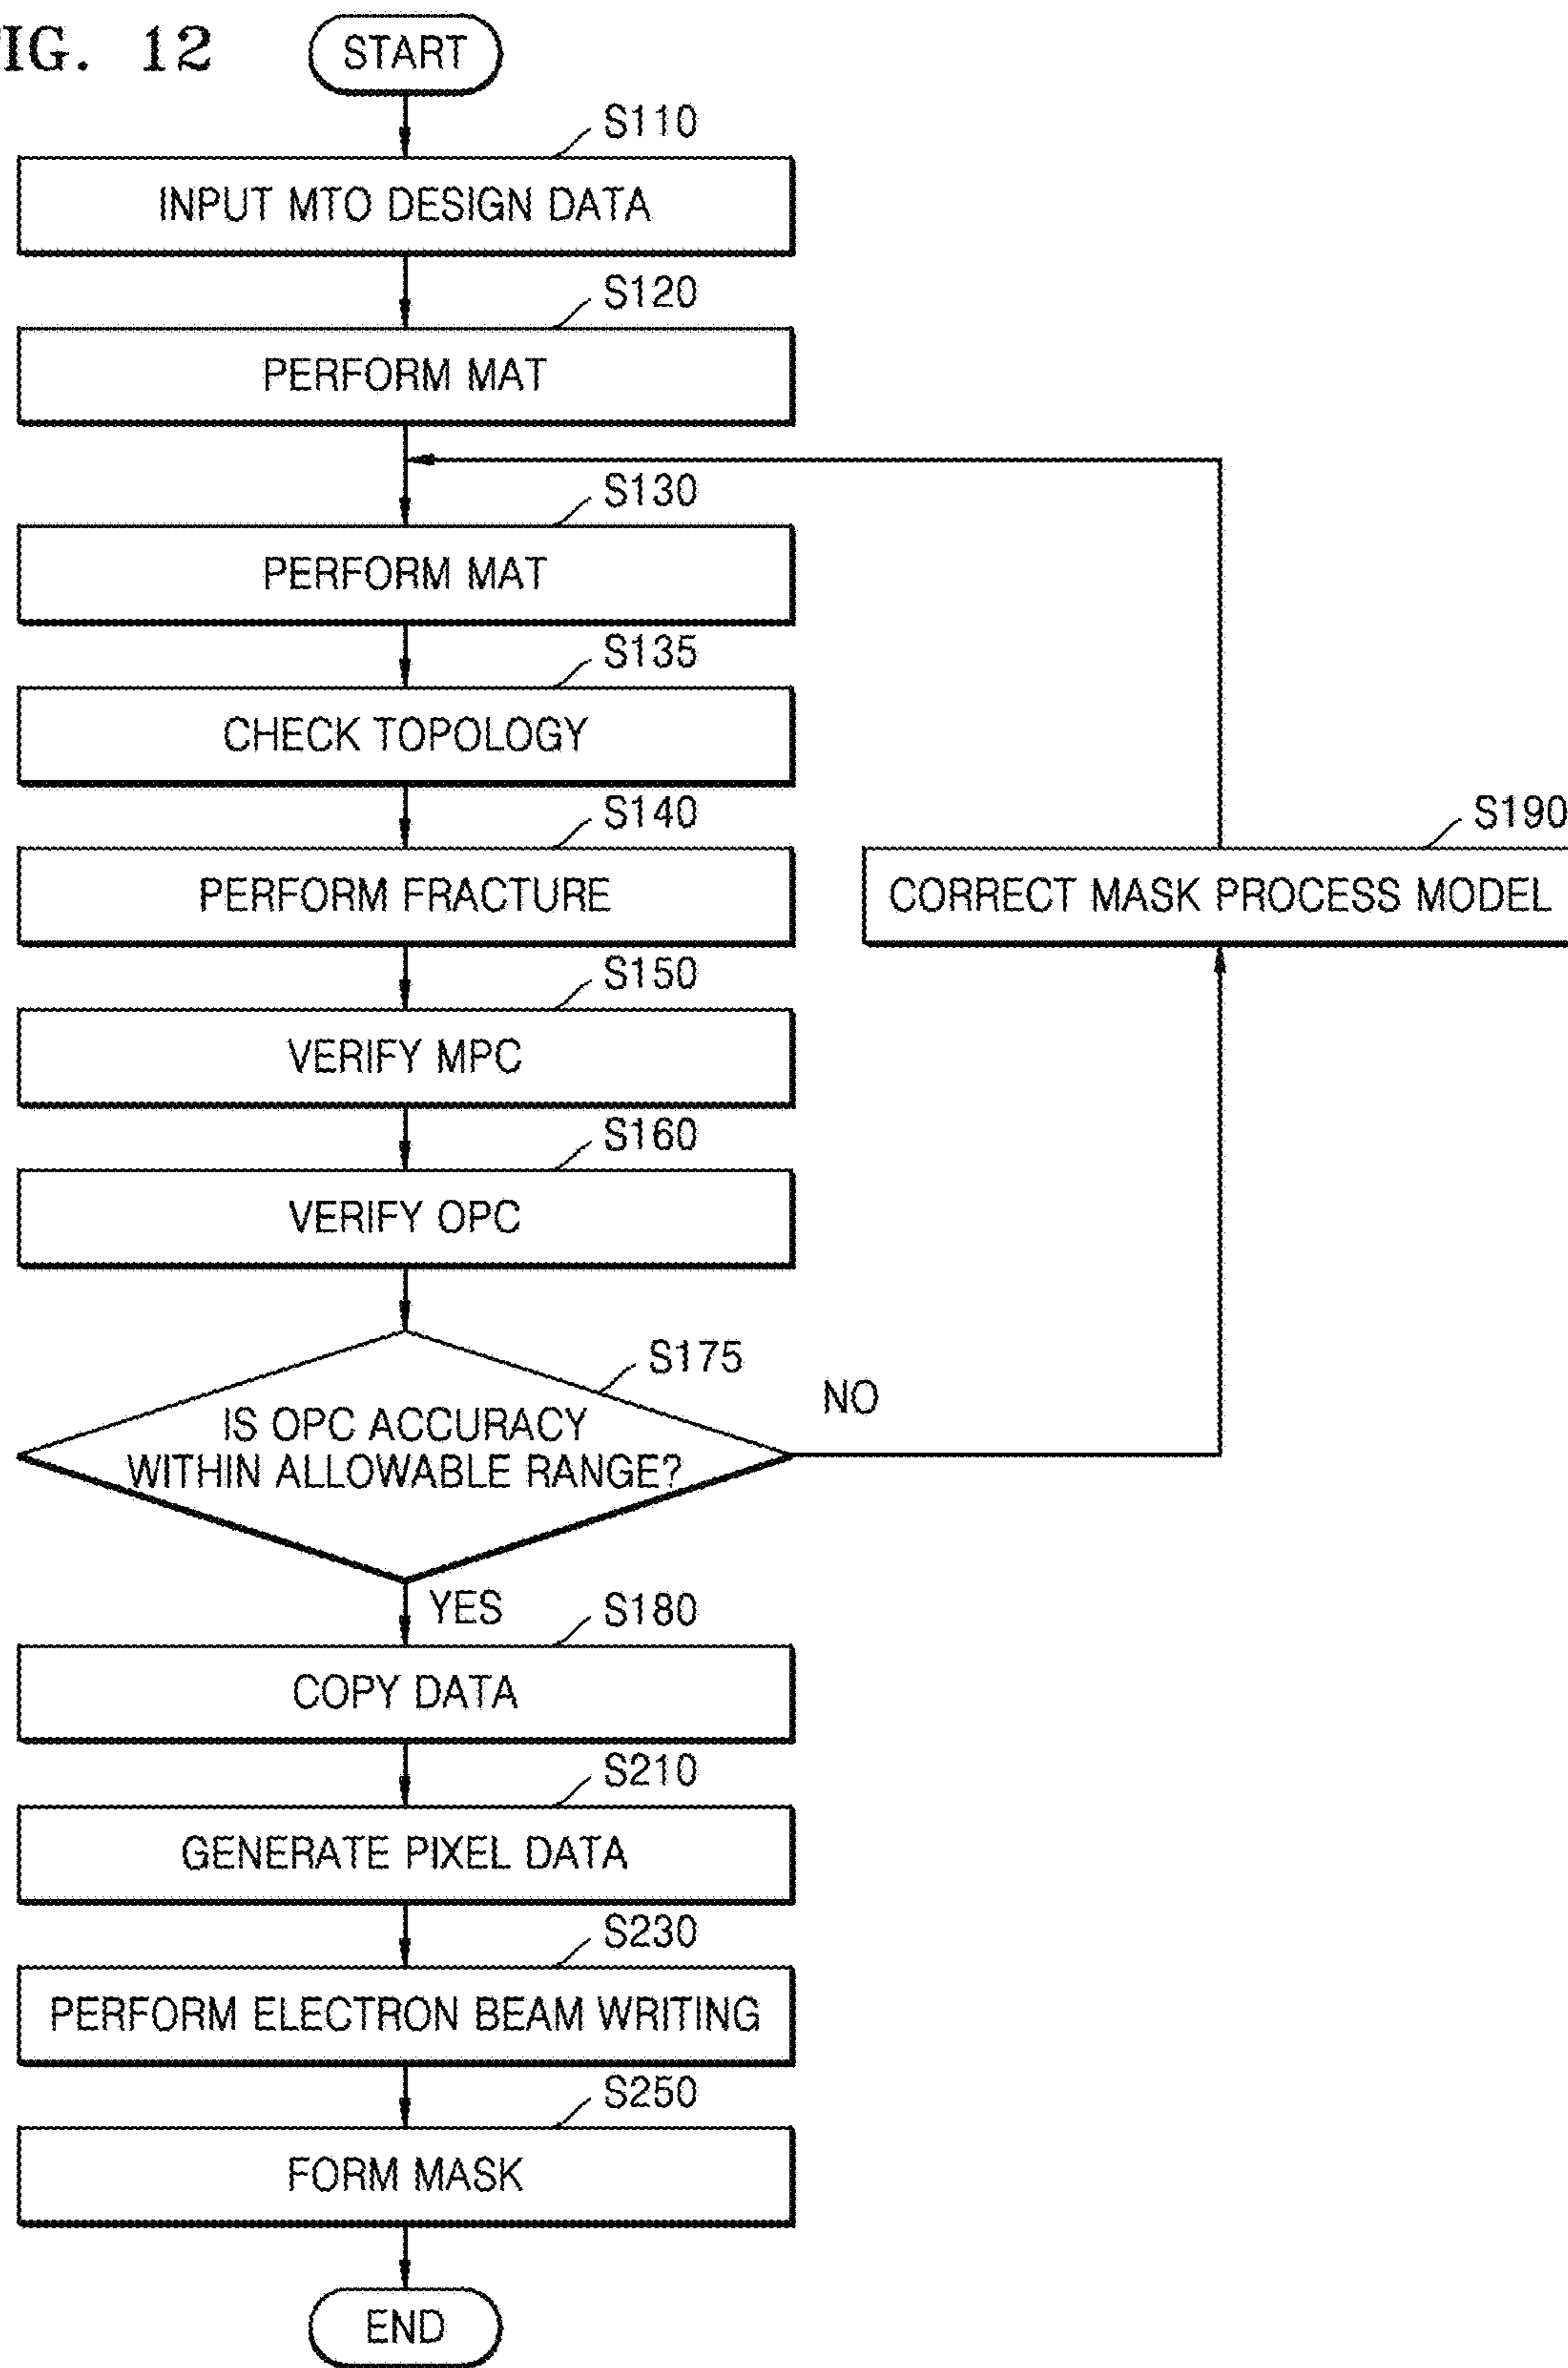 IG. 12
START
S110
INPUT MTO DESIGN DATA
S120
PERFORM MAT
S130
PERFORM MAT
S135
CHECK TOPOLOGY
S140
PERFORM FRACTURE
S190
CORRECT MASK PROCESS MODEL
S150
VERIFY MPC
S160
VERIFY OPC
S175
IS OPC ACCURACY
WITHIN ALLOWABLE RANGE?
NO
YES
S180
COPY DATA
S210
GENERATE PIXEL DATA
S230
PERFORM ELECTRON BEAM WRITING
S250
FORM MASK
END